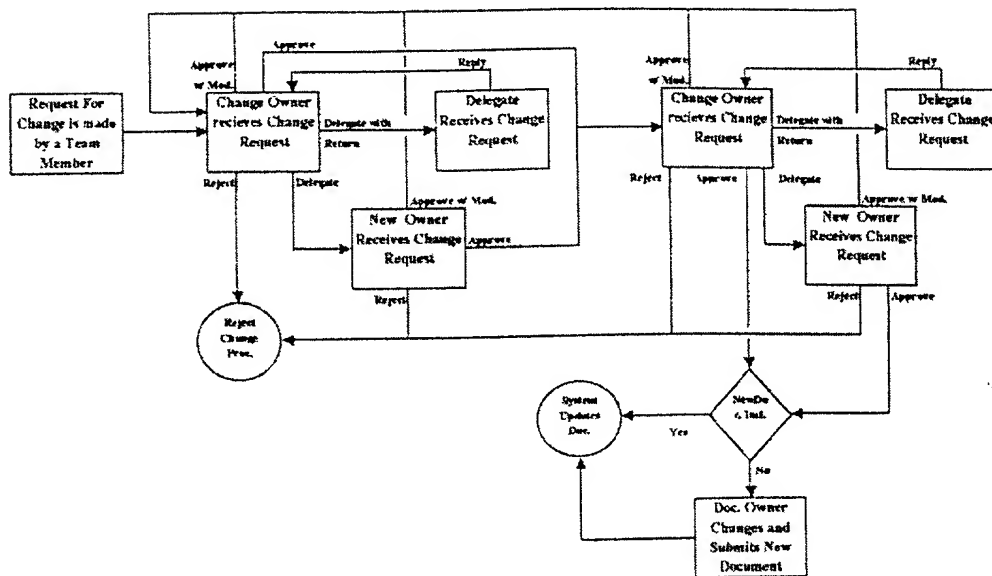 Approve
Reply
Approve
w/ Mod.
Request For
Change is made
by a Team
Member
Change Owner
recieves Change
Request
Delegate with
Return
Delegate
Receives Change
Request
Reject
Delegate
Approve w/ Mod.
New Owner
Receives Change
Request
Approve
Reject
Reply
Approve
w/ Mod.
Change Owner
recieves Change
Request
Delegate with
Return
Delegate
Receives Change
Request
Reject
Approve
Delegate
Approve w/ Mod.
New Owner
Receives Change
Request
Reject
Approve
Reject
Change
Proc.
System
Updates
Doc.
Yes
NewDo
c Incl.
No
Doc. Owner
Changes and
Submits New
Document